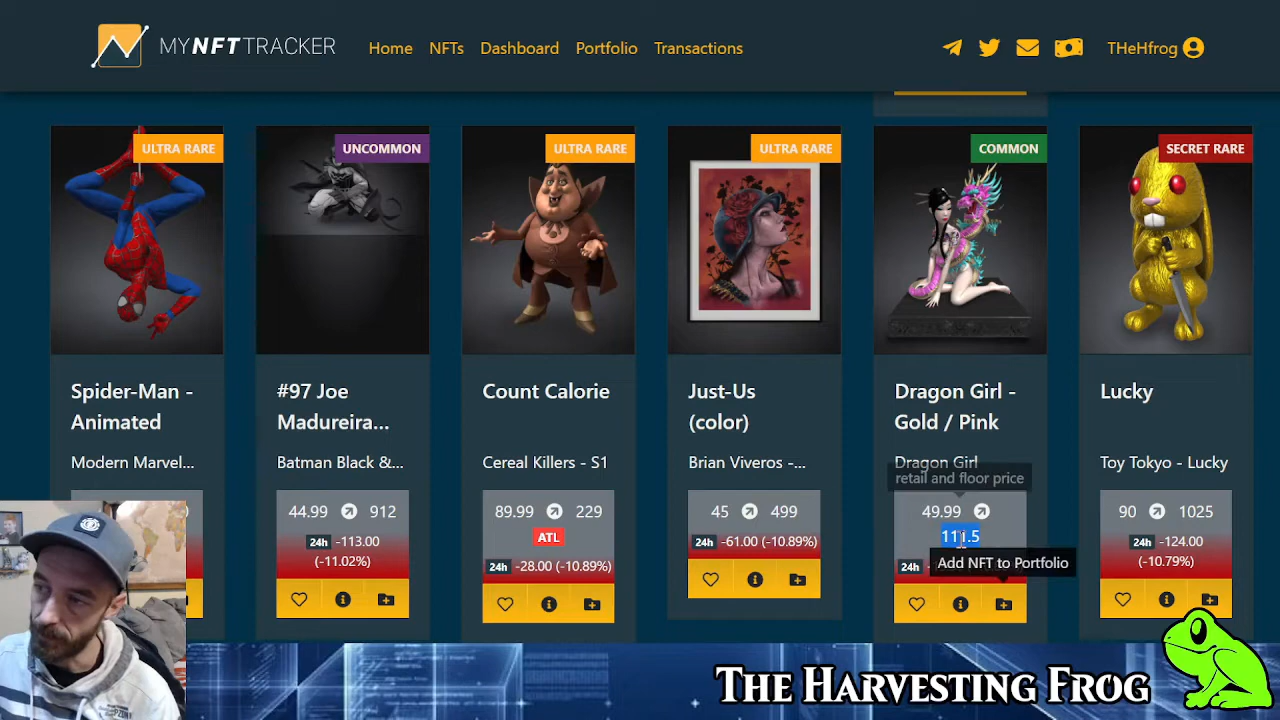 MYNFTTRACKER
Home NFTs Dashboard Portfolio Transactions
THeHfrog
ULTRA RARE
UNCOMMON
ULTRA RARE
ULTRA RARE
COMMON
SECRET RARE
Spider-Man -
Animated
Modern Marvel...
#97 Joe
Madureira...
Batman Black &...
44.99 912
24h -113.00
(-11.02%)
Count Calorie
Cereal Killers - S1
89.99 229
ATL
24h -28.00 (-10.89%)
Just-Us
(color)
Brian Viveros -...
45 499
24h -61.00 (-10.89%)
Dragon Girl -
Gold / Pink
Dragon Girl
retail and floor price
49.99
111.5
24h
Add NFT to Portfolio
Lucky
Toy Tokyo - Lucky
90 1025
24h -124.00
(-10.79%)
THE HARVESTING FROG